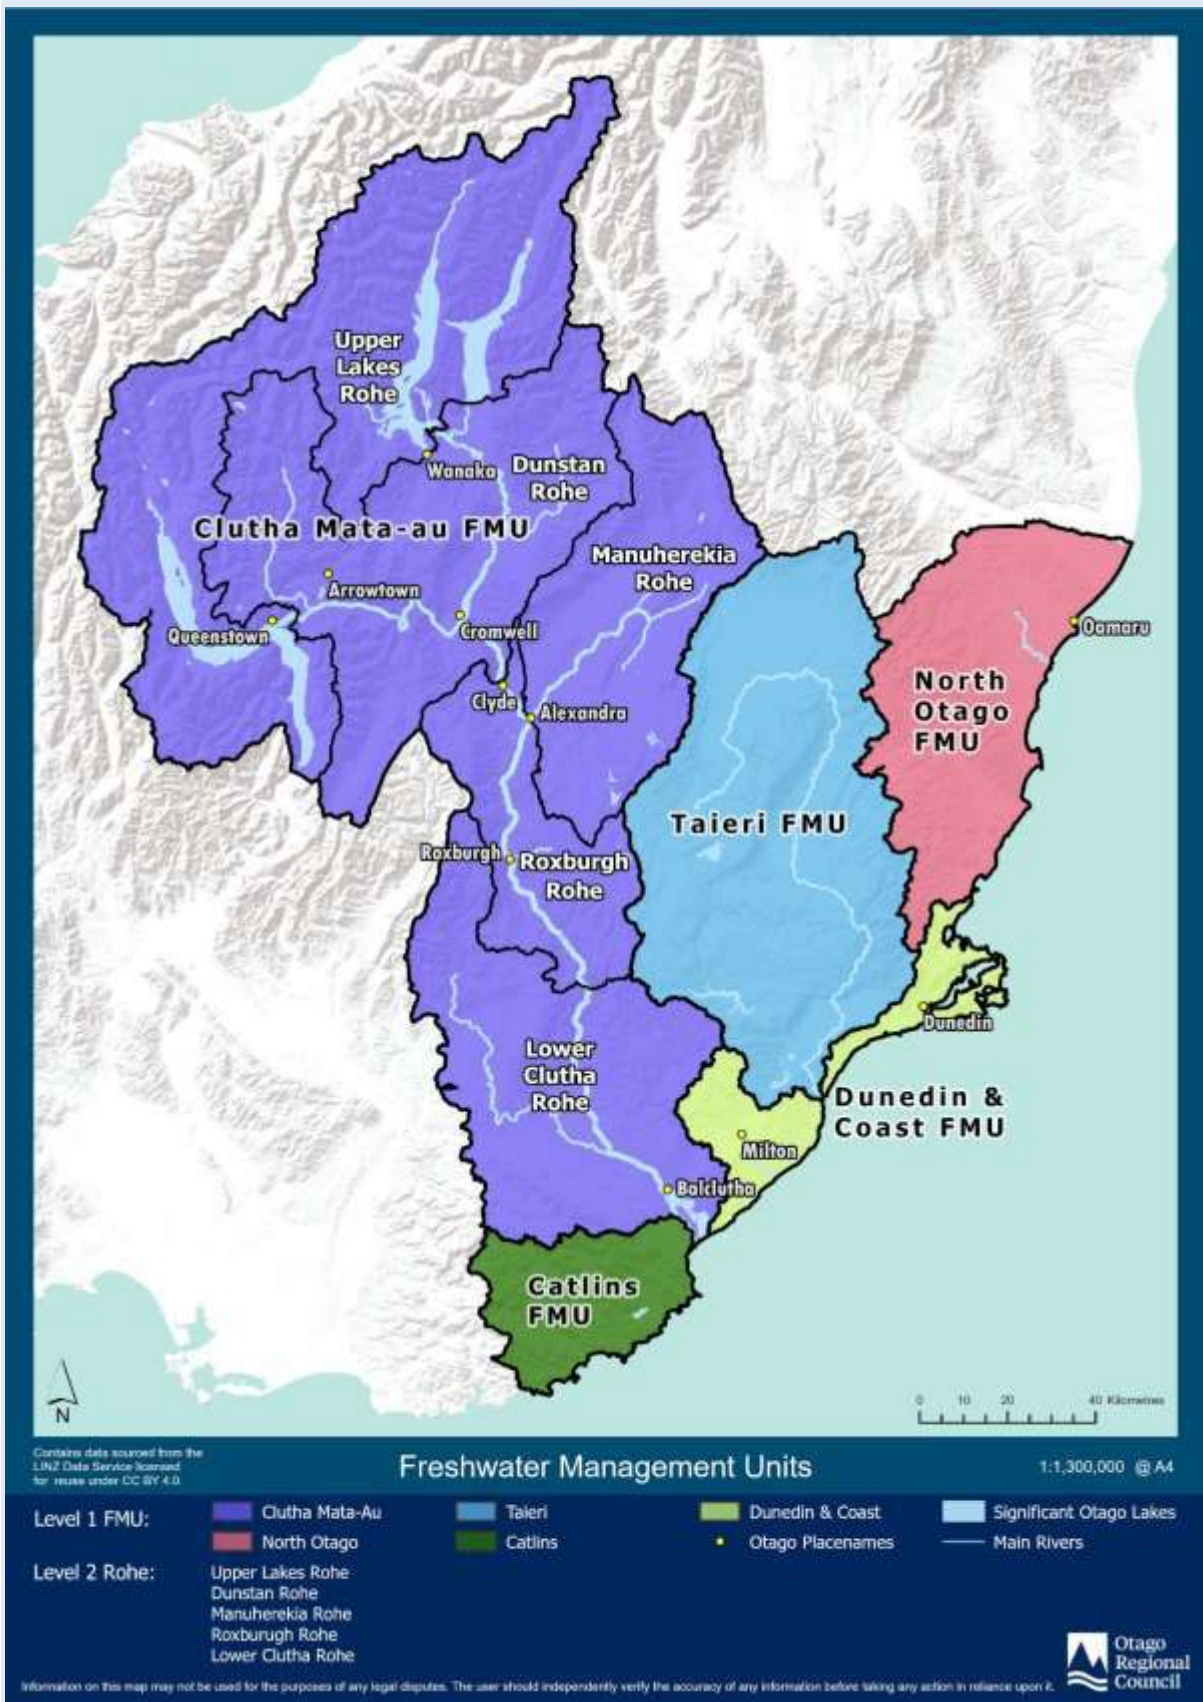 Upper
Lakes
Rohe
Wanaka
Dunstan
Rohe
Clutha Mata-au FMU
Manuherekia
Rohe
Arrowtown
Queenstown
Cromwell
Oamaru
North
Otago
FMU
Clyde
Alexandra
Taieri FMU
Roxburgh
Roxburgh
Rohe
Dunedin
Lower
Clutha
Rohe
Dunedin &
Coast FMU
Milton
Balclutha
Catlins
FMU
N
0 10 20 40 Kilometres
Contains data sourced from the
LINZ Data Service licensed
for reuse under CC BY 4.0
Freshwater Management Units
1:1,300,000 @ A4
Level 1 FMU:
Clutha Mata-Au
Taieri
Dunedin & Coast
Significant Otago Lakes
North Otago
Catlins
Otago Placenames
Main Rivers
Level 2 Rohe:
Upper Lakes Rohe
Dunstan Rohe
Manuherekia Rohe
Roxburugh Rohe
Lower Clutha Rohe
Otago
Regional
Council
Information on this map may not be used for the purposes of any legal disputes. The user should independently verify the accuracy of any information before taking any action in reliance upon it.